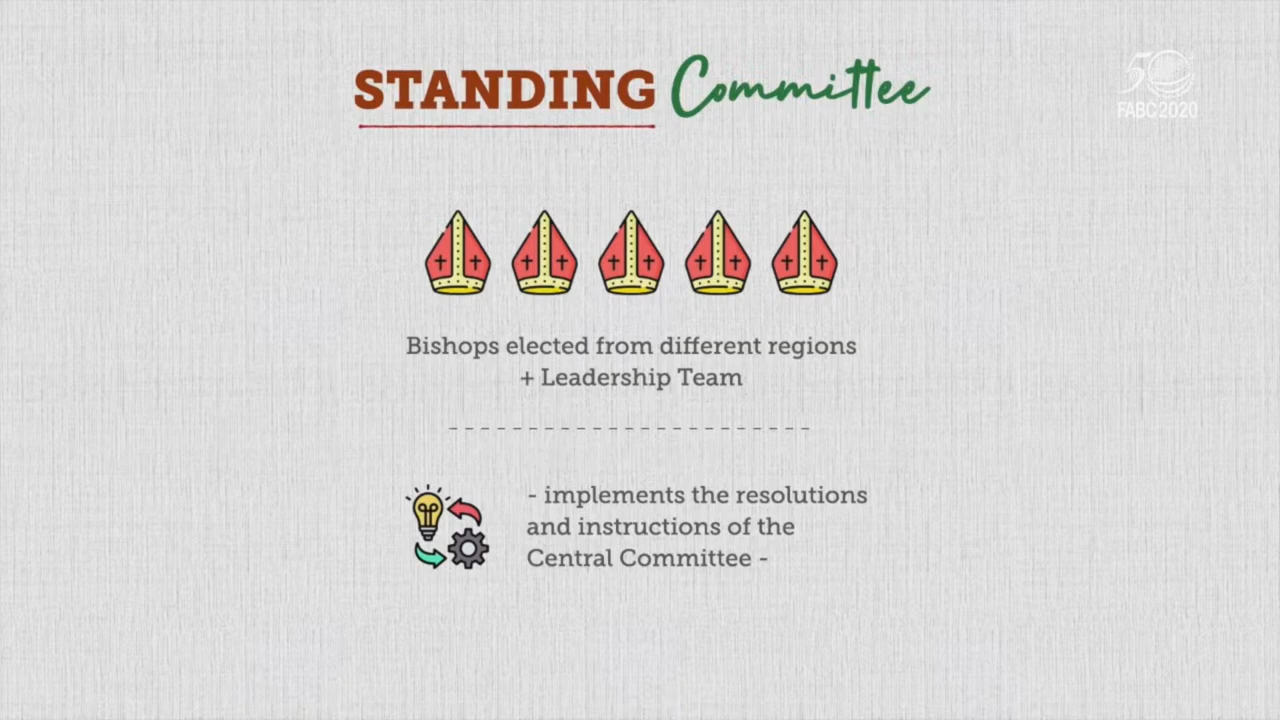 STANDING Committee
50
FABC2020
Bishops elected from different regions
+ Leadership Team
- implements the resolutions
and instructions of the
Central Committee -